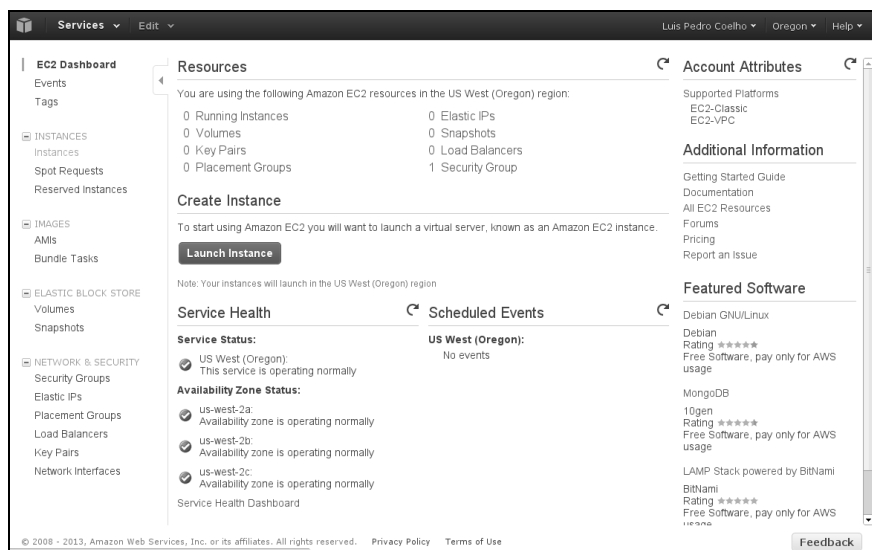 Services Edit Luis Pedro Coelho Oregon Help
EC2 Dashboard
Events
Tags
INSTANCES
Instances
Spot Requests
Reserved Instances
IMAGES
AMIs
Bundle Tasks
ELASTIC BLOCK STORE
Volumes
Snapshots
NETWORK & SECURITY
Security Groups
Elastic IPs
Placement Groups
Load Balancers
Key Pairs
Network Interfaces
Resources
You are using the following Amazon EC2 resources in the US West (Oregon) region:
0 Running Instances
0 Volumes
0 Key Pairs
0 Placement Groups
0 Elastic IPs
0 Snapshots
0 Load Balancers
1 Security Group
Create Instance
To start using Amazon EC2 you will want to launch a virtual server, known as an Amazon EC2 instance.
Launch Instance
Note: Your instances will launch in the US West (Oregon) region
Service Health
Service Status:
US West (Oregon):
This service is operating normally
Availability Zone Status:
us-west-2a:
Availability zone is operating normally
us-west-2b:
Availability zone is operating normally
us-west-2c:
Availability zone is operating normally
Service Health Dashboard
Scheduled Events
US West (Oregon):
No events
Account Attributes
Supported Platforms
EC2-Classic
EC2-VPC
Additional Information
Getting Started Guide
Documentation
All EC2 Resources
Forums
Pricing
Report an Issue
Featured Software
Debian GNU/Linux
Debian
Rating
Free Software, pay only for AWS
usage
MongoDB
10gen
Rating
Free Software, pay only for AWS
usage
LAMP Stack powered by BitNami
BitNami
Rating
Free Software, pay only for AWS
usage
© 2008 - 2013, Amazon Web Services, Inc. or its affiliates. All rights reserved. Privacy Policy Terms of Use
Feedback